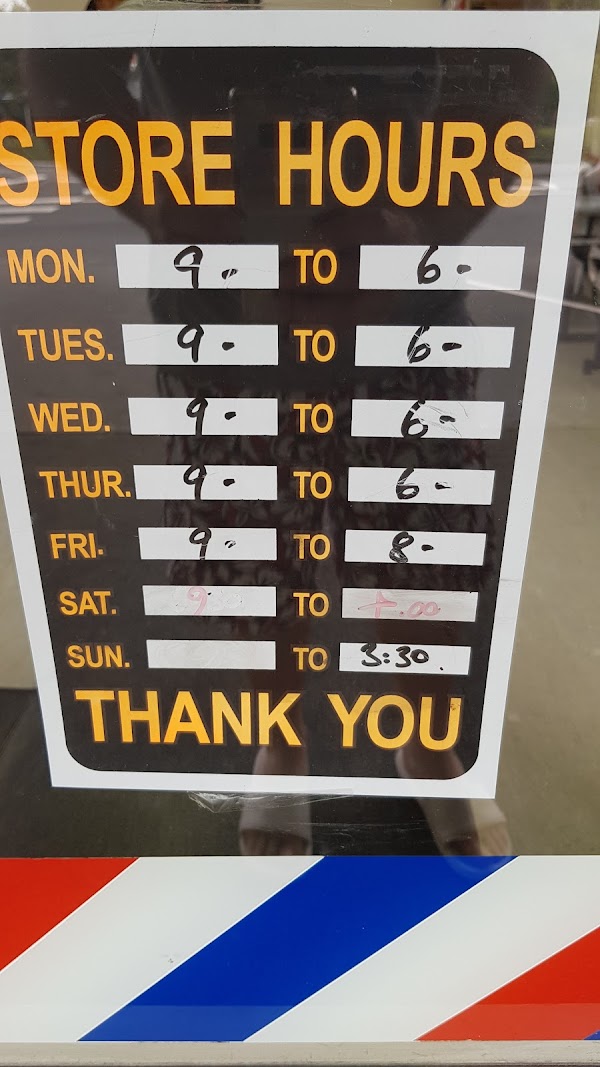 STORE HOURS
MON. 9- TO 6-
TUES. 9- TO 6-
WED. 9- TO 6-
THUR. 9- TO 6-
FRI. 9- TO 8-
SAT. 9 TO
SUN. TO 3:30.
THANK YOU